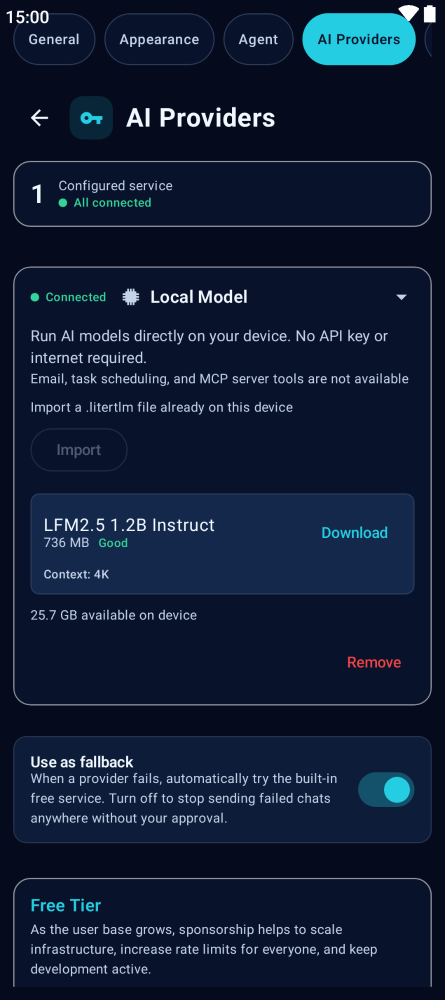 15:00
General
Appearance
Agent
AI Providers
AI Providers
1
Configured service
All connected
Connected
Local Model
Run AI models directly on your device. No API key or
internet required.
Email, task scheduling, and MCP server tools are not available
Import a .litertlm file already on this device
Import
LFM2.5 1.2B Instruct
736 MB Good
Download
Context: 4K
25.7 GB available on device
Remove
Use as fallback
When a provider fails, automatically try the built-in
free service. Turn off to stop sending failed chats
anywhere without your approval.
Free Tier
As the user base grows, sponsorship helps to scale
infrastructure, increase rate limits for everyone, and keep
development active.